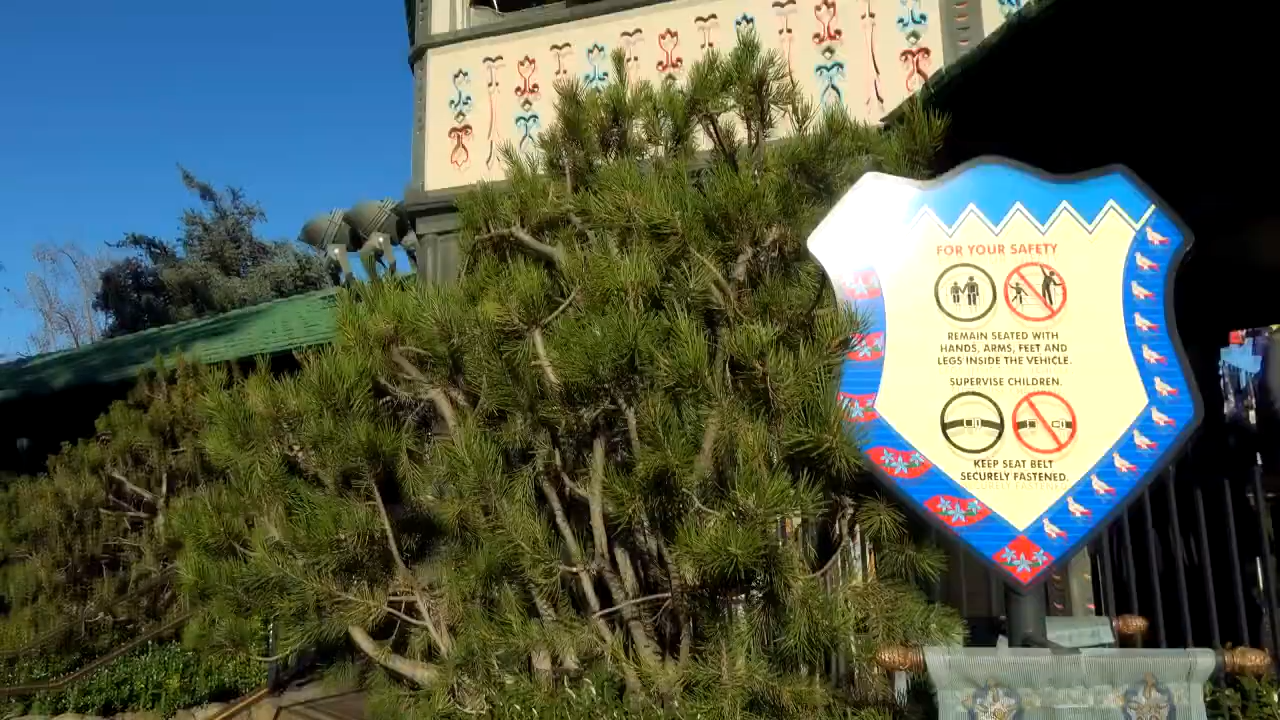 FOR YOUR SAFETY
REMAIN SEATED WITH
HANDS, ARMS, FEET AND
LEGS INSIDE THE VEHICLE.
SUPERVISE CHILDREN.
KEEP SEAT BELT
SECURELY FASTENED.